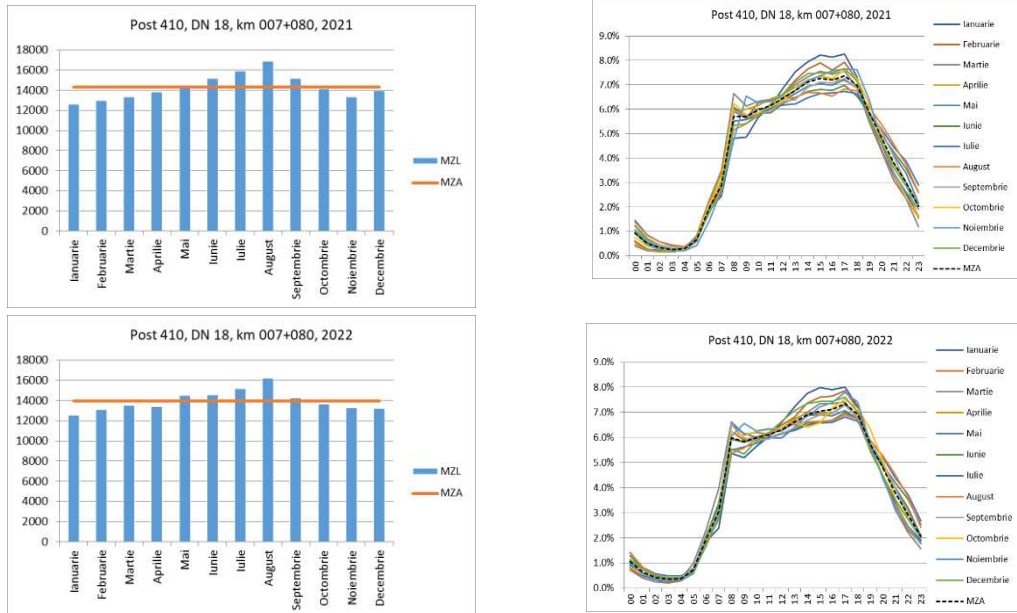 Post 410, DN 18, km 007+080, 2021
18000
16000
14000
12000
10000
8000
6000
4000
2000
0
Ianuarie
Februarie
Martie
Aprilie
Mai
Iunie
Iulie
August
Septembrie
Octombrie
Noiembrie
Decembrie
MZL
MZA
Post 410, DN 18, km 007+080, 2021
9.0%
8.0%
7.0%
6.0%
5.0%
4.0%
3.0%
2.0%
1.0%
0.0%
00 01 02 03 04 05 06 07 08 09 10 11 12 13 14 15 16 17 18 19 20 21 22 23
Ianuarie
Februarie
Martie
Aprilie
Mai
Iunie
Iulie
August
Septembrie
Octombrie
Noiembrie
Decembrie
MZA
Post 410, DN 18, km 007+080, 2022
18000
16000
14000
12000
10000
8000
6000
4000
2000
0
Ianuarie
Februarie
Martie
Aprilie
Mai
Iunie
Iulie
August
Septembrie
Octombrie
Noiembrie
Decembrie
MZL
MZA
Post 410, DN 18, km 007+080, 2022
9.0%
8.0%
7.0%
6.0%
5.0%
4.0%
3.0%
2.0%
1.0%
0.0%
00 01 02 03 04 05 06 07 08 09 10 11 12 13 14 15 16 17 18 19 20 21 22 23
Ianuarie
Februarie
Martie
Aprilie
Mai
Iunie
Iulie
August
Septembrie
Octombrie
Noiembrie
Decembrie
MZA